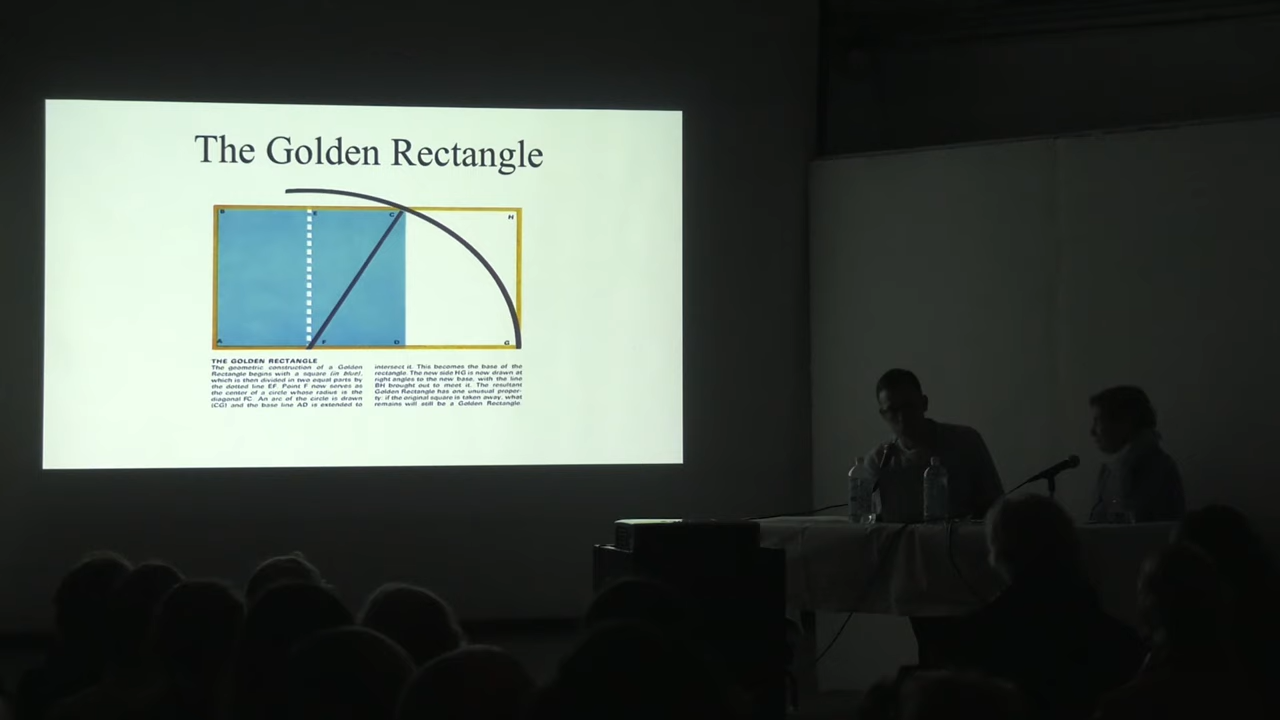 The Golden Rectangle
B E C H
A F D G
THE GOLDEN RECTANGLE
The geometric construction of a Golden
Rectangle begins with a square (in blue),
which is then divided in two equal parts by
the dotted line EF. Point F now serves as
the center of a circle whose radius is the
diagonal FC. An arc of the circle is drawn
(CG) and the base line AD is extended to
intersect it. This becomes the base of the
rectangle. The new side HG is now drawn at
right angles to the new base, with the line
BH brought out to meet it. The resultant
Golden Rectangle has one unusual proper-
ty: if the original square is taken away, what
remains will still be a Golden Rectangle.